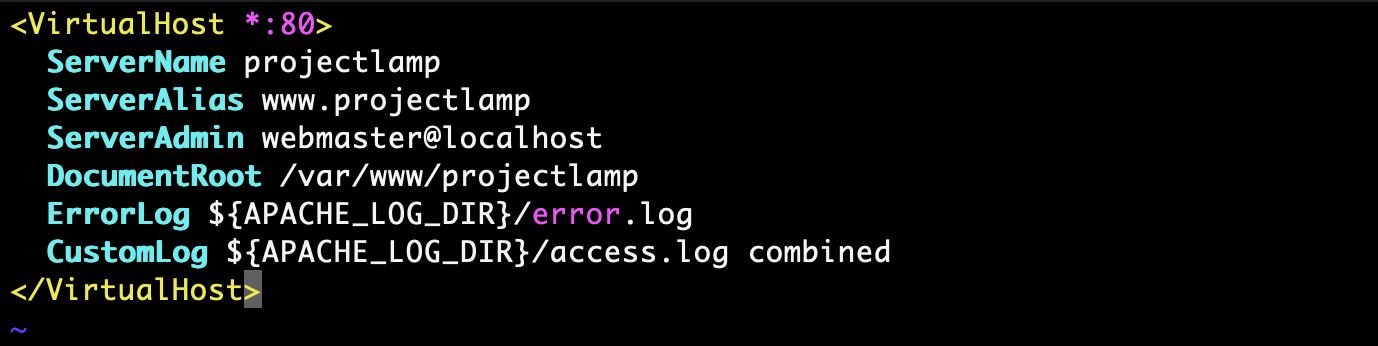 <VirtualHost *:80>
  ServerName projectlamp
  ServerAlias www.projectlamp
  ServerAdmin webmaster@localhost
  DocumentRoot /var/www/projectlamp
  ErrorLog ${APACHE_LOG_DIR}/error.log
  CustomLog ${APACHE_LOG_DIR}/access.log combined
</VirtualHost>
~